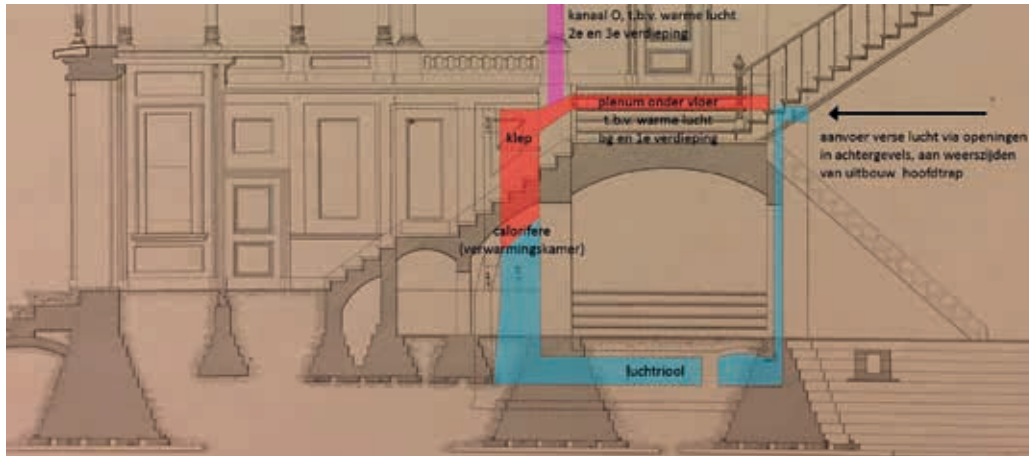 kanaal O, t.b.v. warme lucht
2e en 3e verdieping
plenum onder vloer
t.b.v. warme lucht
bg en 1e verdieping
klep
aanvoer verse lucht via openingen
in achtergevels, aan weerszijden
van uitbouw hoofdtrap
calorifere
(verwarmingskamer)
luchtriool